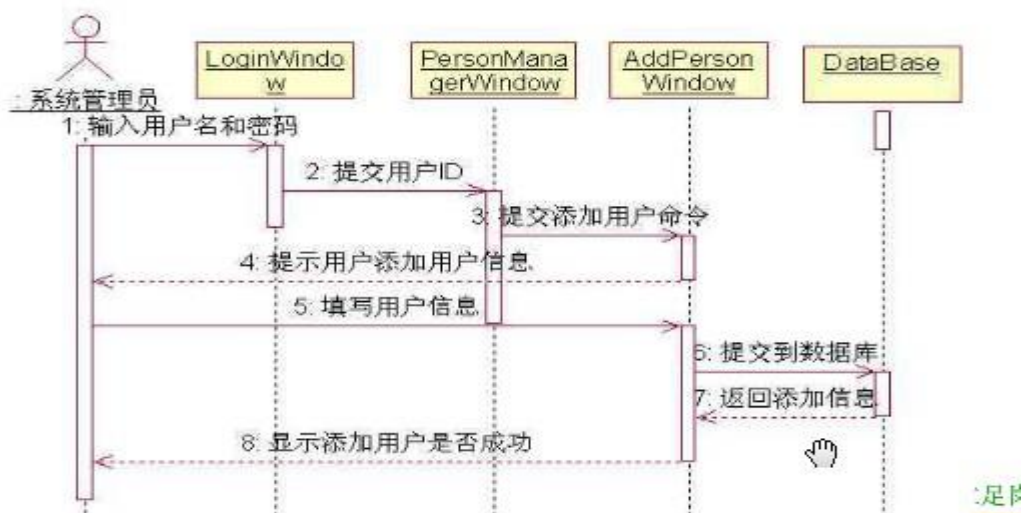 LoginWindo
w
PersonMana
gerWindow
AddPerson
Window
DataBase
: 系统管理员
1: 输入用户名和密码
2: 提交用户ID
3: 提交添加用户命令
4: 提示用户添加用户信息
5: 填写用户信息
6: 提交到数据库
7: 返回添加信息
8: 显示添加用户是否成功